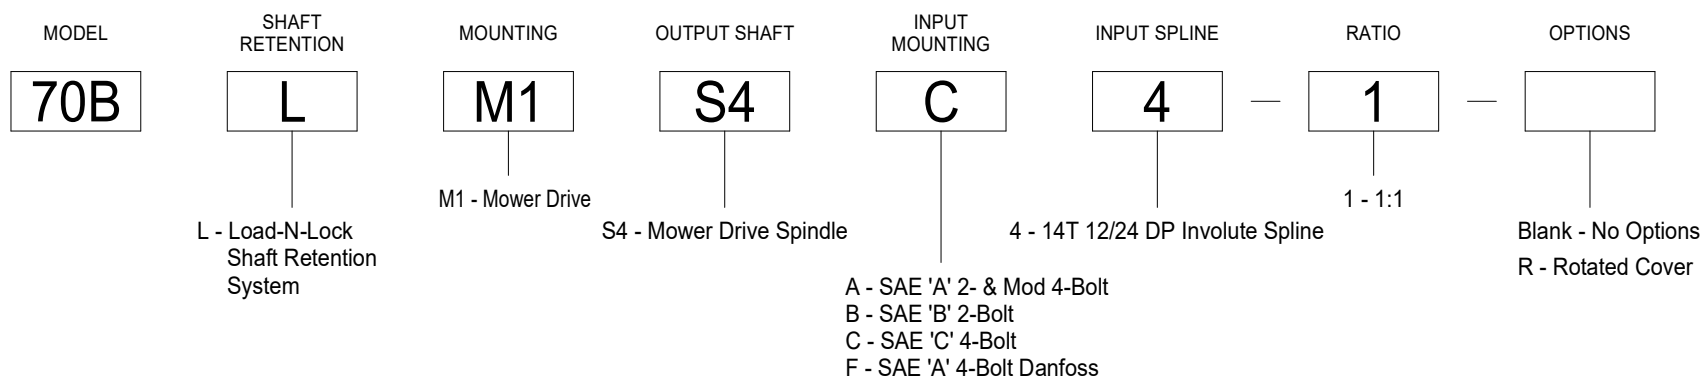 MODEL
SHAFT
RETENTION
MOUNTING
OUTPUT SHAFT
INPUT
MOUNTING
INPUT SPLINE
RATIO
OPTIONS
70B
L
M1
S4
C
4
—
1
—
L - Load-N-Lock
Shaft Retention
System
M1 - Mower Drive
S4 - Mower Drive Spindle
A - SAE 'A' 2- & Mod 4-Bolt
B - SAE 'B' 2-Bolt
C - SAE 'C' 4-Bolt
F - SAE 'A' 4-Bolt Danfoss
4 - 14T 12/24 DP Involute Spline
1 - 1:1
Blank - No Options
R - Rotated Cover